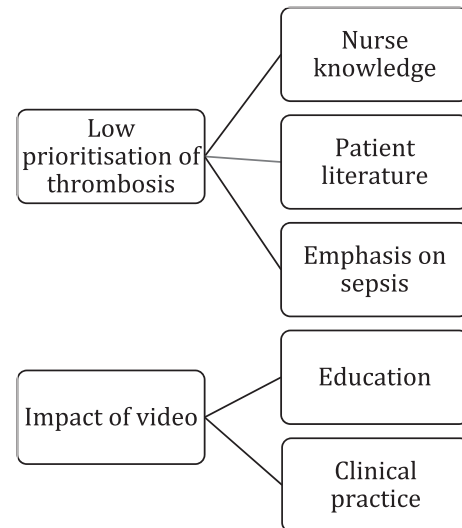 Low
prioritisation of
thrombosis
Nurse
knowledge
Patient
literature
Emphasis on
sepsis
Impact of video
Education
Clinical
practice